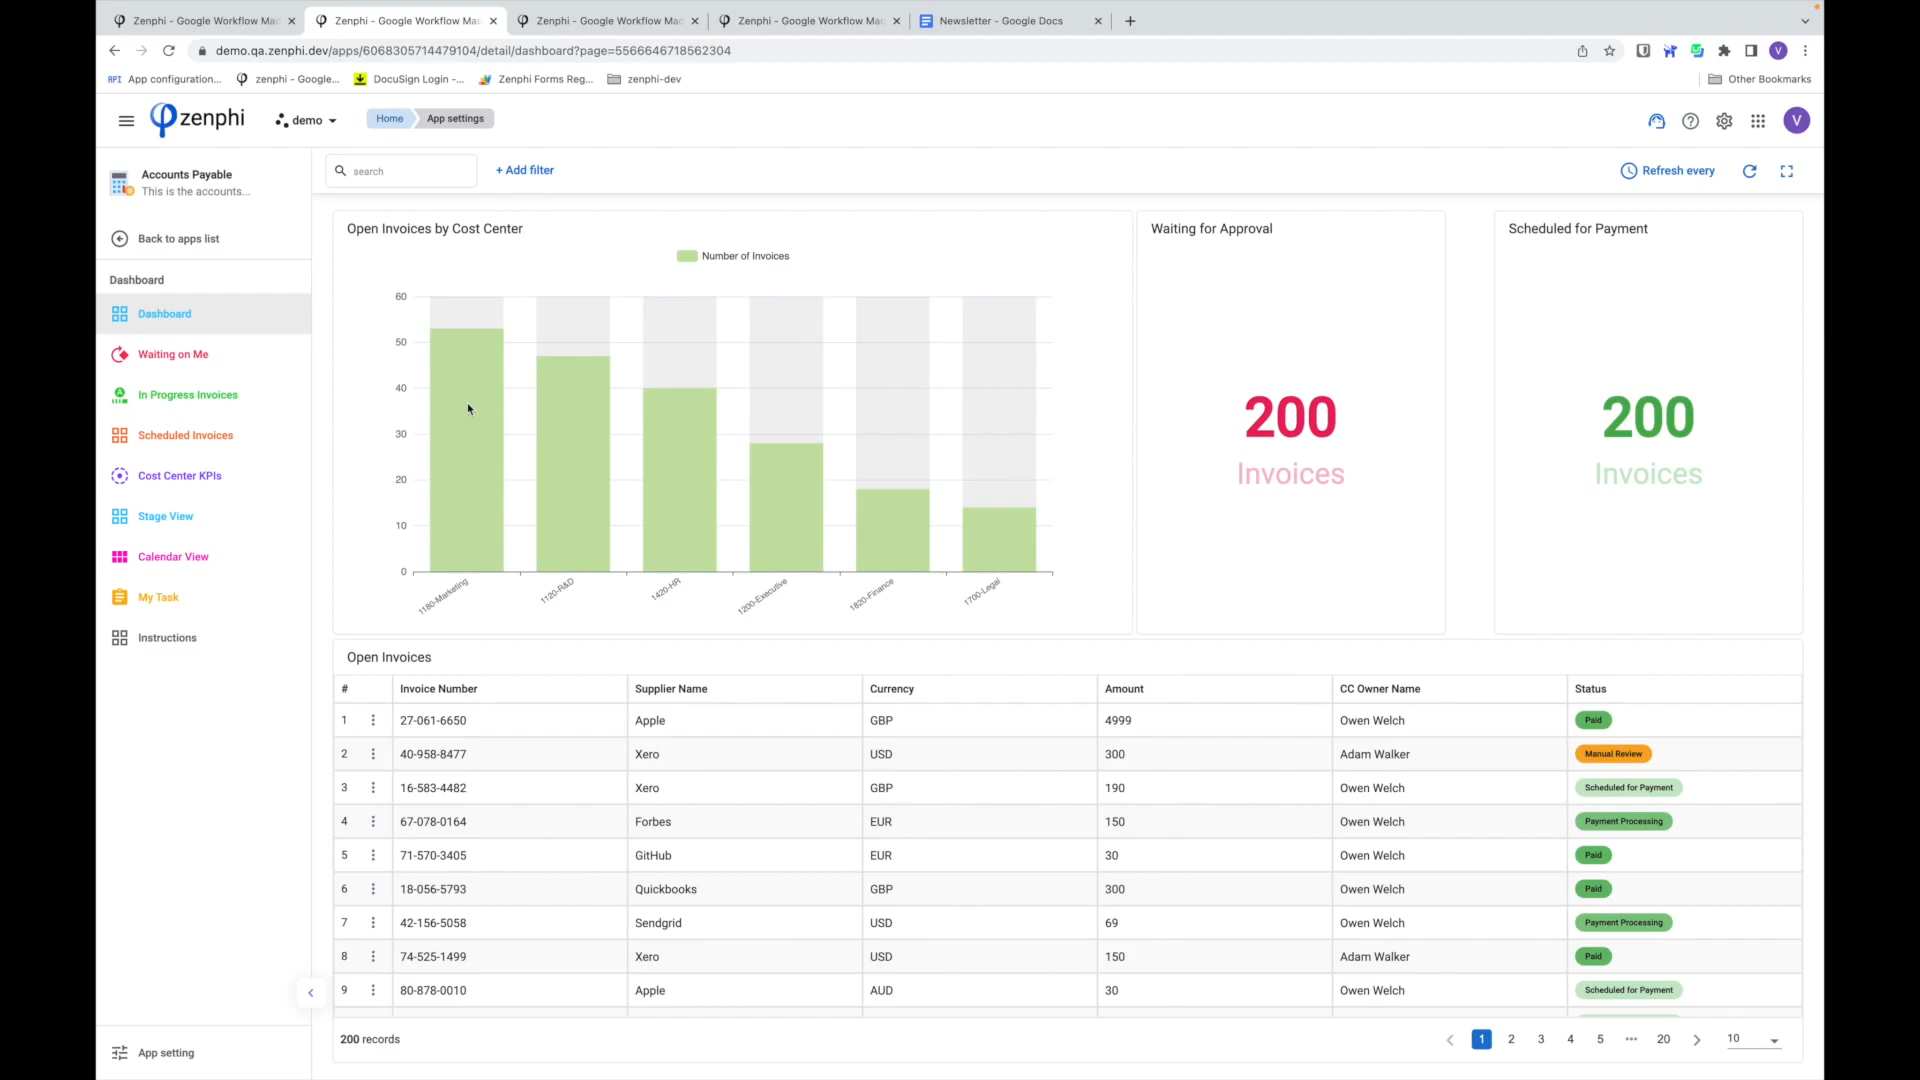 Zenphi - Google Workflow Mac
Zenphi - Google Workflow Mac
Zenphi - Google Workflow Mac
Zenphi - Google Workflow Mac
Newsletter - Google Docs
demo.qa.zenphi.dev/apps/6068305714479104/detail/dashboard?page=5566646718562304
V
API App configuration...
zenphi - Google...
DocuSign Login -...
Zenphi Forms Reg...
zenphi-dev
Other Bookmarks
zenphi
demo
Home
App settings
V
Accounts Payable
This is the accounts...
Back to apps list
Dashboard
Dashboard
Waiting on Me
In Progress Invoices
Scheduled Invoices
Cost Center KPIs
Stage View
Calendar View
My Task
Instructions
App setting
search
+ Add filter
Refresh every
Open Invoices by Cost Center
Number of Invoices
60
50
40
30
20
10
0
1180-Marketing
1120-R&D
1420-HR
1200-Executive
1820-Finance
1700-Legal
Waiting for Approval
200
Invoices
Scheduled for Payment
200
Invoices
Open Invoices
# Invoice Number Supplier Name Currency Amount CC Owner Name Status
1 27-061-6650 Apple GBP 4999 Owen Welch Paid
2 40-958-8477 Xero USD 300 Adam Walker Manual Review
3 16-583-4482 Xero GBP 190 Owen Welch Scheduled for Payment
4 67-078-0164 Forbes EUR 150 Owen Welch Payment Processing
5 71-570-3405 GitHub EUR 30 Owen Welch Paid
6 18-056-5793 Quickbooks GBP 300 Owen Welch Paid
7 42-156-5058 Sendgrid USD 69 Owen Welch Payment Processing
8 74-525-1499 Xero USD 150 Adam Walker Paid
9 80-878-0010 Apple AUD 30 Owen Welch Scheduled for Payment
200 records
1 2 3 4 5 ••• 20
10